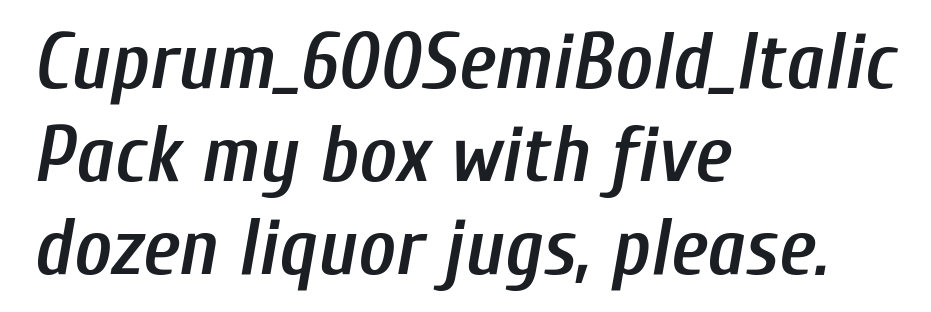 Cuprum_600SemiBold_Italic
Pack my box with five
dozen liquor jugs, please.